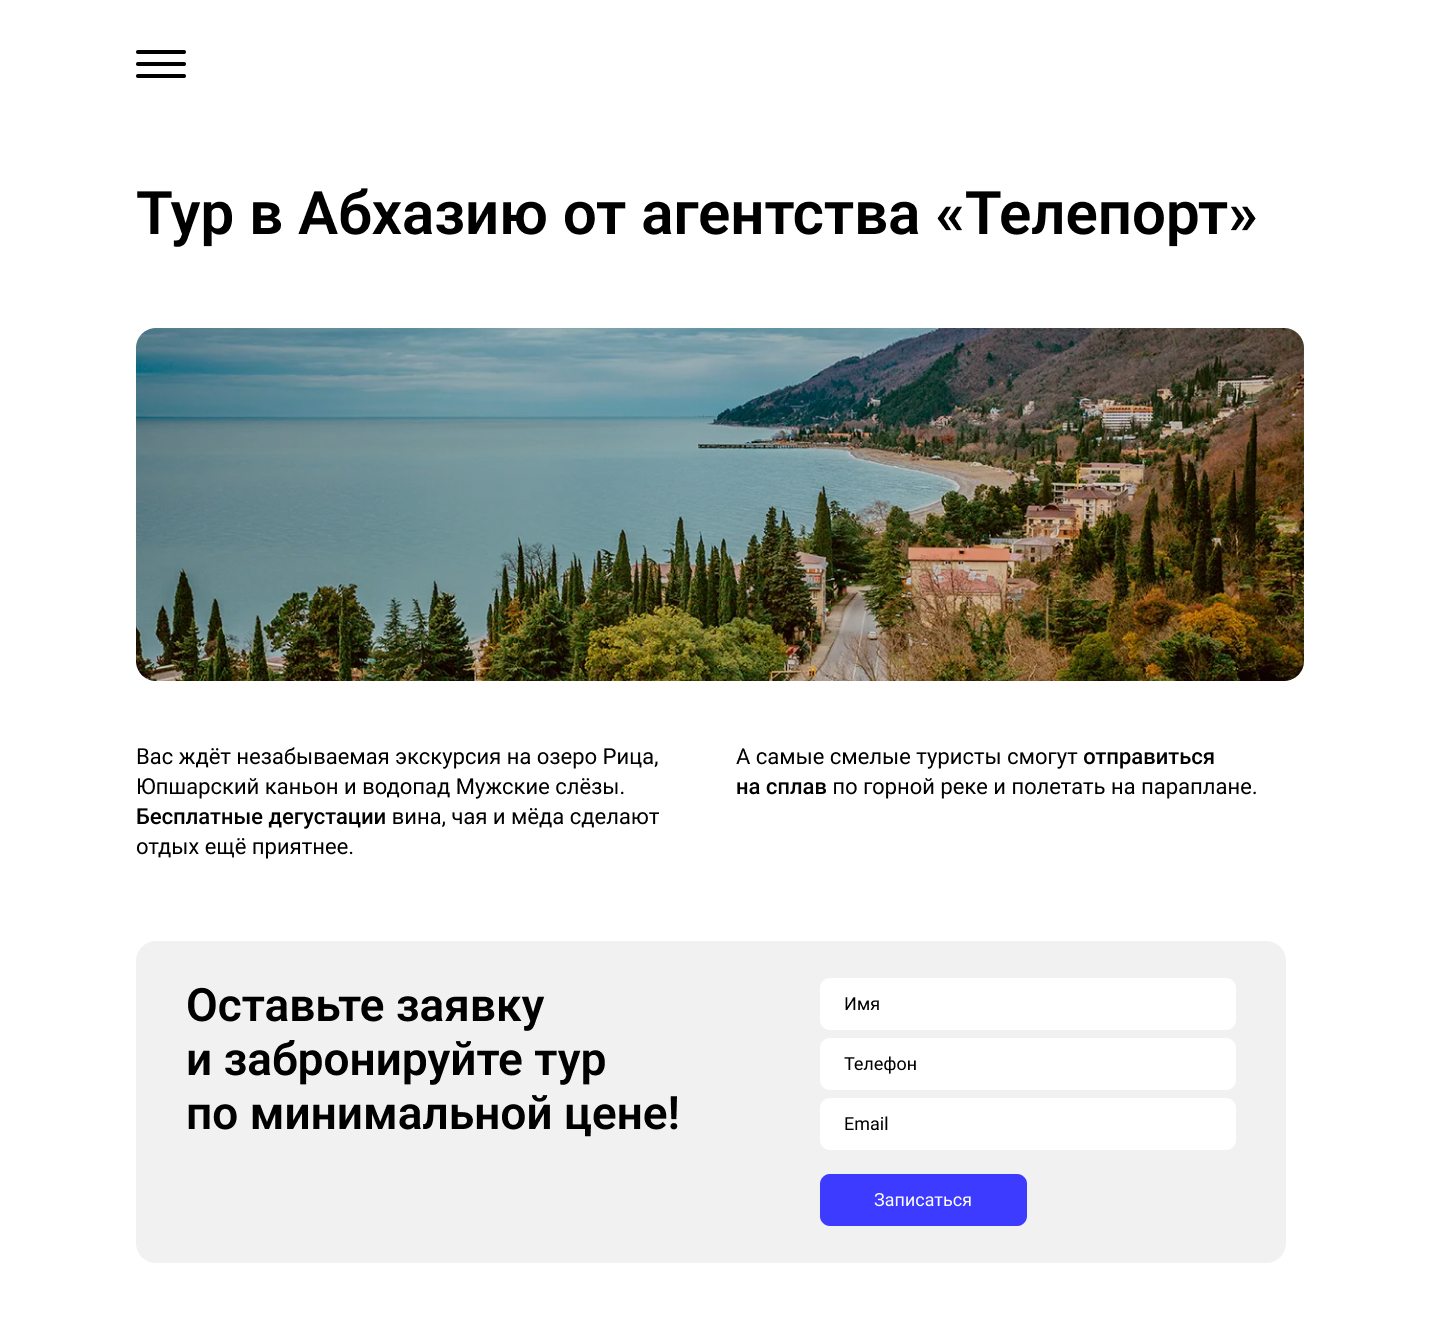 Тур в Абхазию от агентства «Телепорт»
Вас ждёт незабываемая экскурсия на озеро Рица,
Юпшарский каньон и водопад Мужские слёзы.
Бесплатные дегустации вина, чая и мёда сделают
отдых ещё приятнее.
А самые смелые туристы смогут отправиться
на сплав по горной реке и полетать на параплане.
Оставьте заявку
и забронируйте тур
по минимальной цене!
Имя
Телефон
Email
Записаться